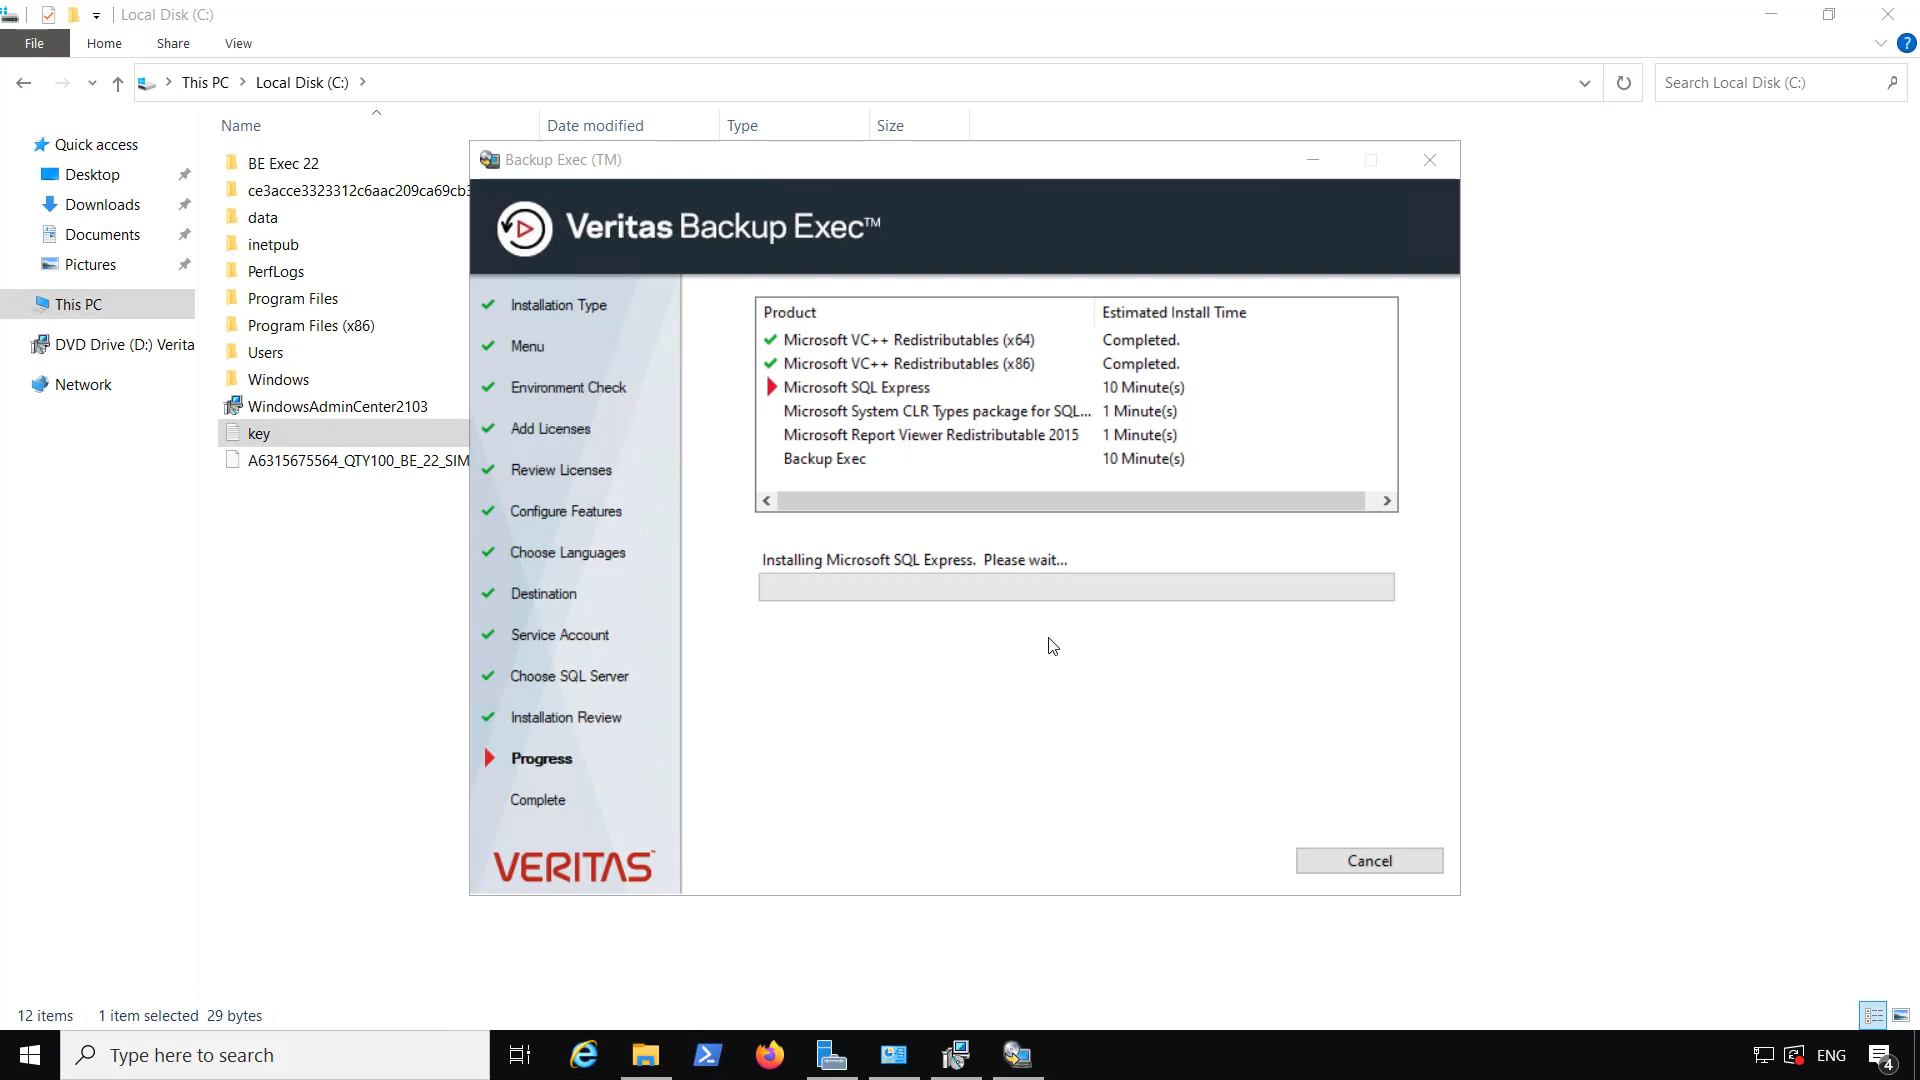 Local Disk (C:)
File Home Share View
This PC Local Disk (C:)
Search Local Disk (C:)
Name Date modified Type Size
Quick access
Desktop
Downloads
Documents
Pictures
This PC
DVD Drive (D:) Verita
Network
BE Exec 22
ce3acce3323312c6aac209ca69cb3
data
inetpub
PerfLogs
Program Files
Program Files (x86)
Users
Windows
WindowsAdminCenter2103
key
A6315675564_QTY100_BE_22_SIM
Backup Exec (TM)
Veritas Backup Exec™
Installation Type
Menu
Environment Check
Add Licenses
Review Licenses
Configure Features
Choose Languages
Destination
Service Account
Choose SQL Server
Installation Review
Progress
Complete
VERITAS™
Product Estimated Install Time
Microsoft VC++ Redistributables (x64) Completed.
Microsoft VC++ Redistributables (x86) Completed.
Microsoft SQL Express 10 Minute(s)
Microsoft System CLR Types package for SQL... 1 Minute(s)
Microsoft Report Viewer Redistributable 2015 1 Minute(s)
Backup Exec 10 Minute(s)
Installing Microsoft SQL Express. Please wait...
Cancel
12 items 1 item selected 29 bytes
Type here to search
ENG
4